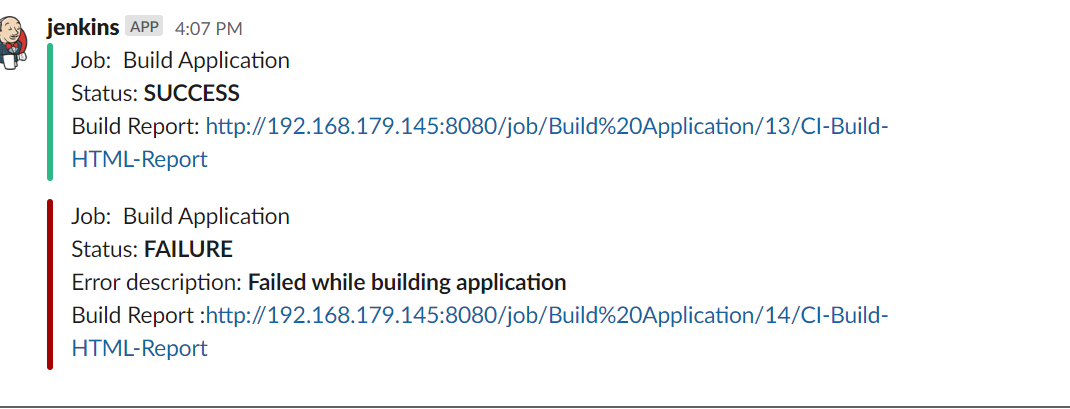 jenkins APP 4:07 PM
Job:  Build Application
Status: SUCCESS
Build Report: http://192.168.179.145:8080/job/Build%20Application/13/CI-Build-
HTML-Report
Job:  Build Application
Status: FAILURE
Error description: Failed while building application
Build Report :http://192.168.179.145:8080/job/Build%20Application/14/CI-Build-
HTML-Report